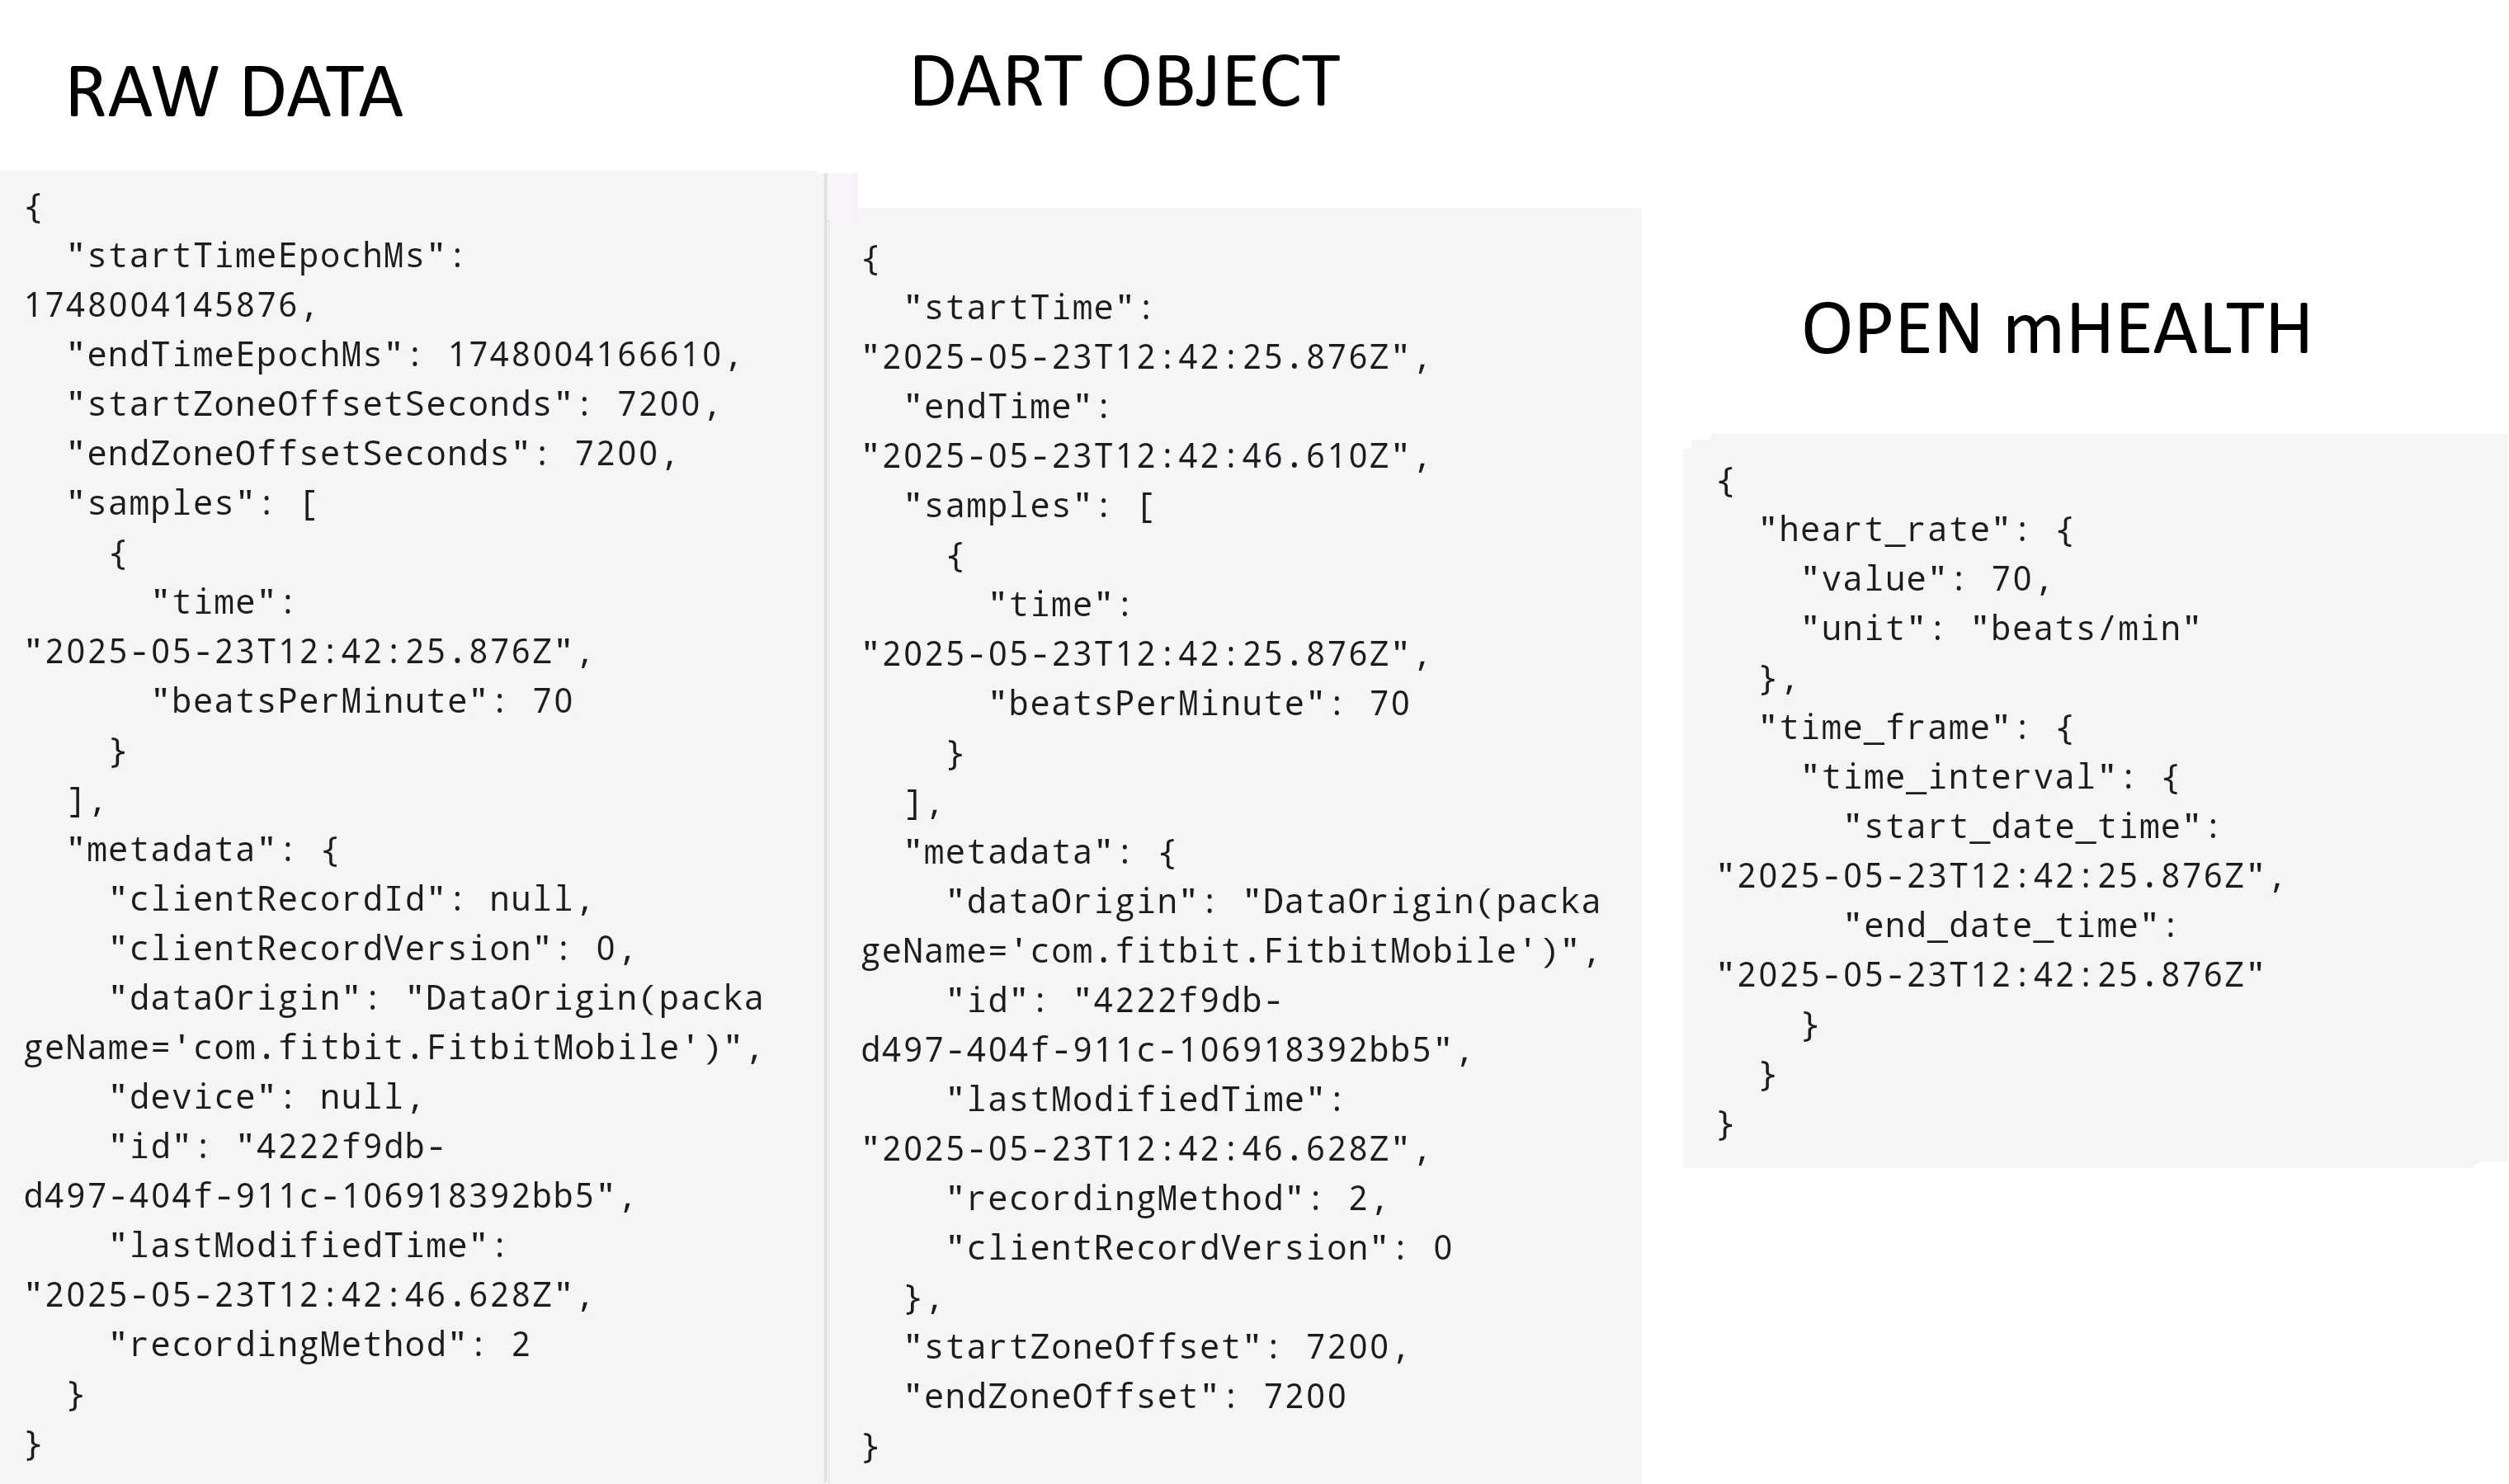 RAW DATA
{
  "startTimeEpochMs":
1748004145876,
  "endTimeEpochMs": 1748004166610,
  "startZoneOffsetSeconds": 7200,
  "endZoneOffsetSeconds": 7200,
  "samples": [
    {
      "time":
"2025-05-23T12:42:25.876Z",
      "beatsPerMinute": 70
    }
  ],
  "metadata": {
    "clientRecordId": null,
    "clientRecordVersion": 0,
    "dataOrigin": "DataOrigin(packa
geName='com.fitbit.FitbitMobile')",
    "device": null,
    "id": "4222f9db-
d497-404f-911c-106918392bb5",
    "lastModifiedTime":
"2025-05-23T12:42:46.628Z",
    "recordingMethod": 2
  }
}
DART OBJECT
{
  "startTime":
"2025-05-23T12:42:25.876Z",
  "endTime":
"2025-05-23T12:42:46.610Z",
  "samples": [
    {
      "time":
"2025-05-23T12:42:25.876Z",
      "beatsPerMinute": 70
    }
  ],
  "metadata": {
    "dataOrigin": "DataOrigin(packa
geName='com.fitbit.FitbitMobile')",
    "id": "4222f9db-
d497-404f-911c-106918392bb5",
    "lastModifiedTime":
"2025-05-23T12:42:46.628Z",
    "recordingMethod": 2,
    "clientRecordVersion": 0
  },
  "startZoneOffset": 7200,
  "endZoneOffset": 7200
}
OPEN mHEALTH
{
  "heart_rate": {
    "value": 70,
    "unit": "beats/min"
  },
  "time_frame": {
    "time_interval": {
      "start_date_time":
"2025-05-23T12:42:25.876Z",
      "end_date_time":
"2025-05-23T12:42:25.876Z"
    }
  }
}